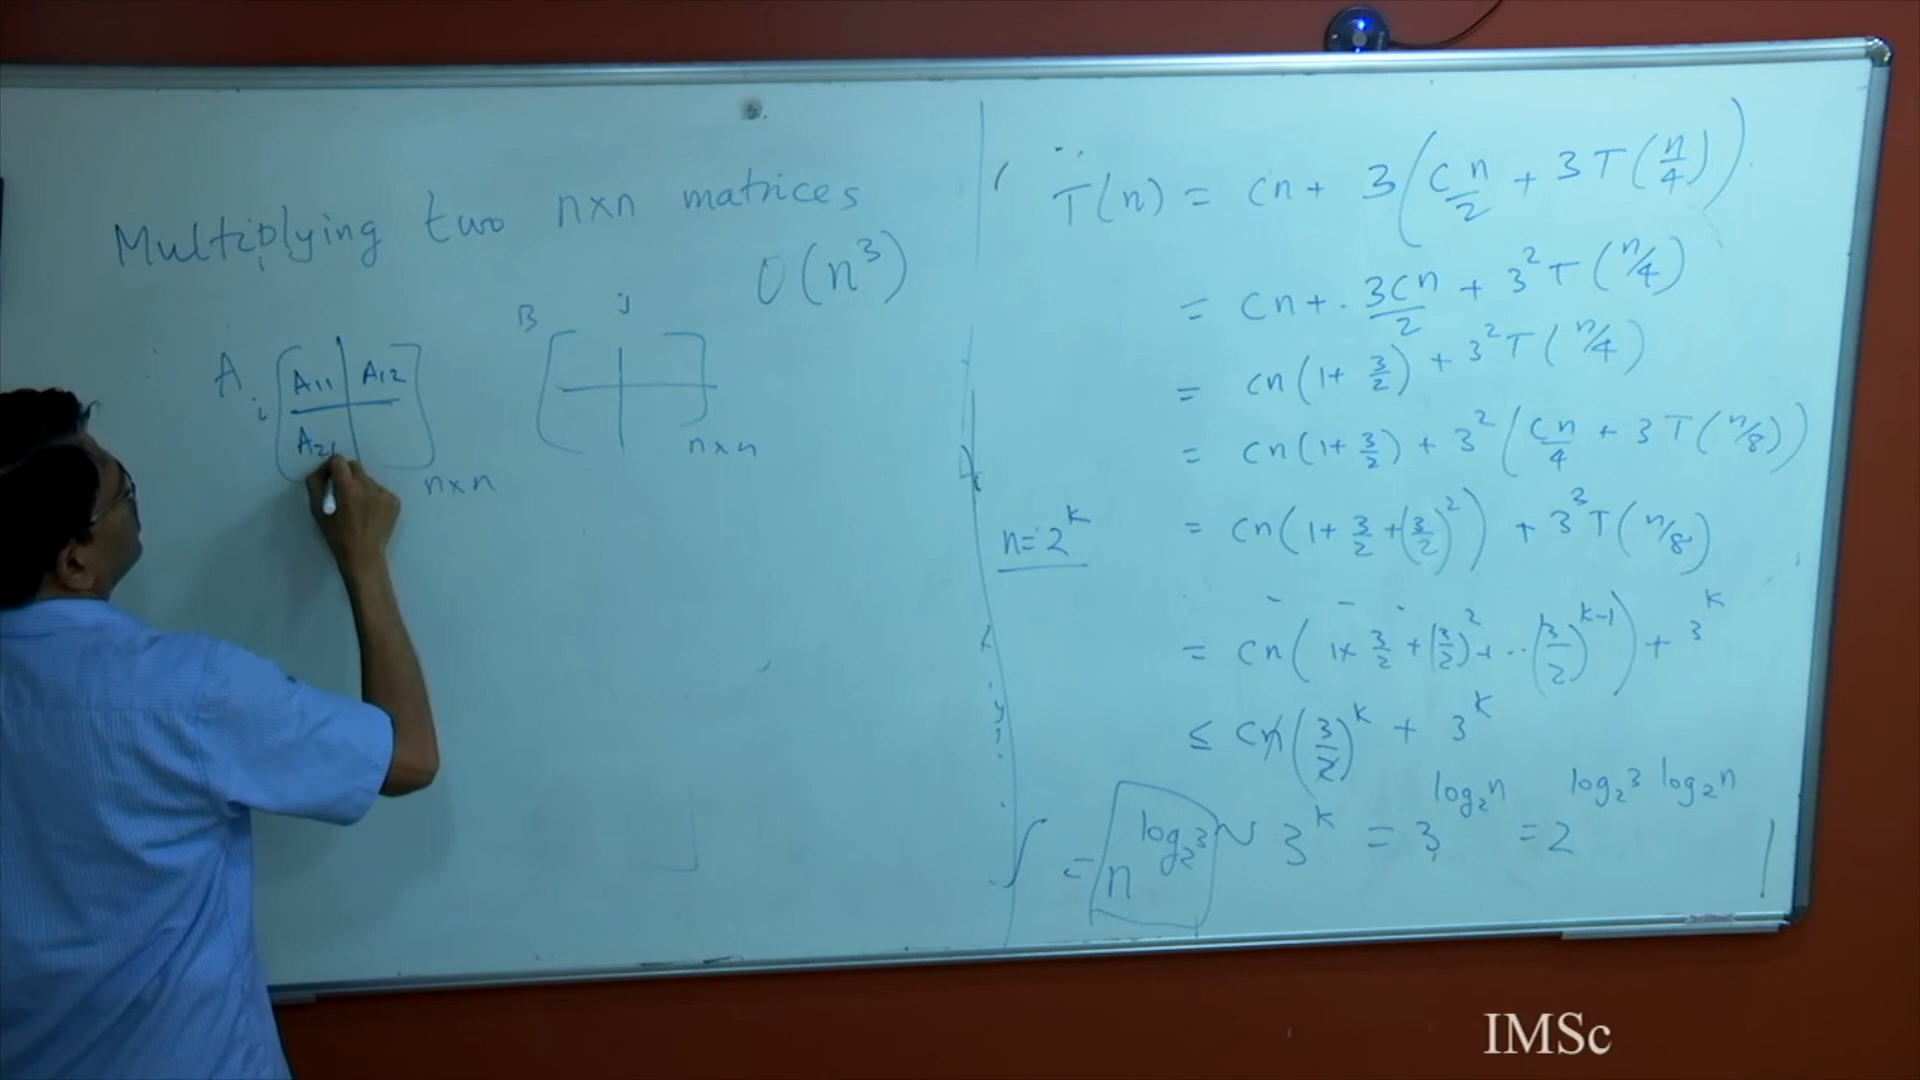 Multiplying two n×n matrices
O(n³)
A i [A11 A12
A21] n×n
B j [ ] n×n
T(n) = cn + 3(cn/2 + 3T(n/4))
= cn + 3cn/2 + 3² T(n/4)
= cn(1 + 3/2) + 3² T(n/4)
= cn(1 + 3/2) + 3² (cn/4 + 3T(n/8))
n = 2^k
= cn(1 + 3/2 + (3/2)²) + 3³ T(n/8)
= cn(1 + 3/2 + (3/2)² + ..(3/2)^(k-1)) + 3^k
≤ cn(3/2)^k + 3^k
= n^(log₂3) ~ 3^k = 3^(log₂n) = 2^(log₂3 log₂n)
IMSc